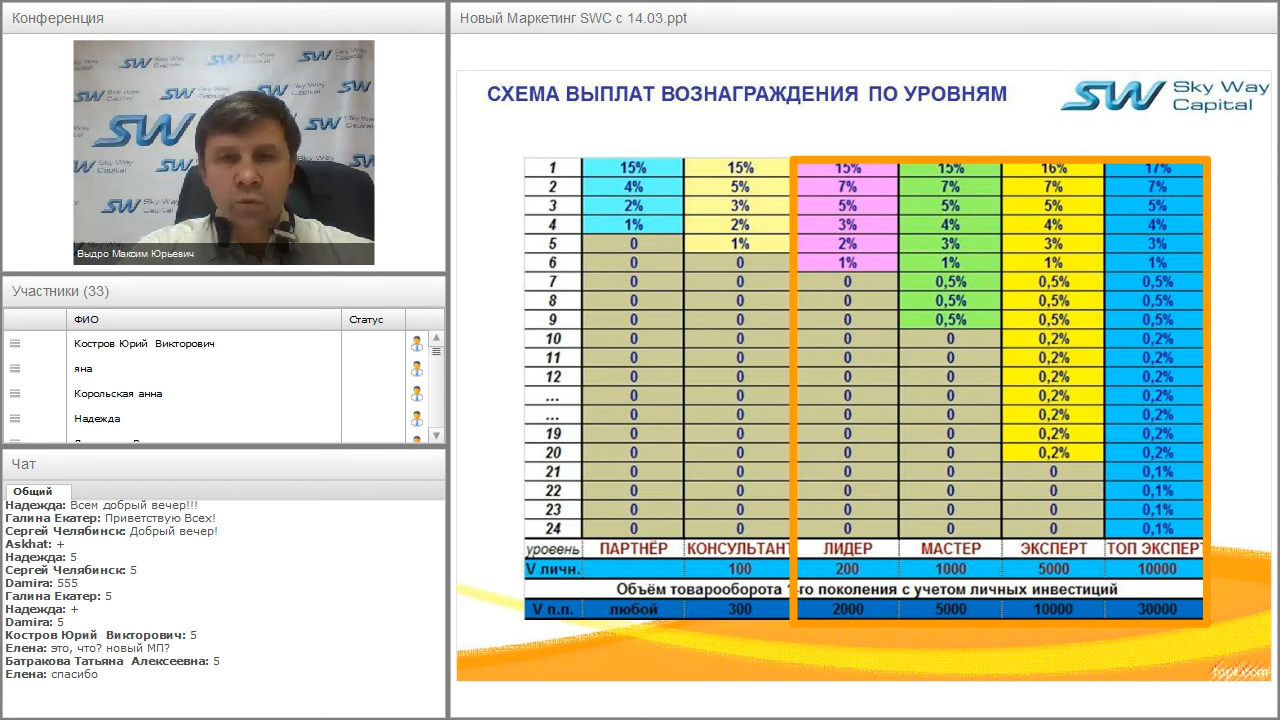 Конференция
Sky Way
Capital
SW
Выдро Максим Юрьевич
Участники (33)
ФИО Статус
Костров Юрий Викторович
яна
Корольская анна
Надежда
Чат
Общий
Надежда: Всем добрый вечер!!!
Галина Екатер: Приветствую Всех!
Сергей Челябинск: Добрый вечер!
Askhat: +
Надежда: 5
Сергей Челябинск: 5
Damira: 555
Галина Екатер: 5
Надежда: +
Damira: 5
Костров Юрий Викторович: 5
Елена: это, что? новый МП?
Батракова Татьяна Алексеевна: 5
Елена: спасибо
Новый Маркетинг SWC с 14.03.ppt
СХЕМА ВЫПЛАТ ВОЗНАГРАЖДЕНИЯ ПО УРОВНЯМ
SW Sky Way
Capital
1 15% 15% 15% 15% 16% 17%
2 4% 5% 7% 7% 7% 7%
3 2% 3% 5% 5% 5% 5%
4 1% 2% 3% 4% 4% 4%
5 0 1% 2% 3% 3% 3%
6 0 0 1% 1% 1% 1%
7 0 0 0 0,5% 0,5% 0,5%
8 0 0 0 0,5% 0,5% 0,5%
9 0 0 0 0,5% 0,5% 0,5%
10 0 0 0 0 0,2% 0,2%
11 0 0 0 0 0,2% 0,2%
12 0 0 0 0 0,2% 0,2%
... 0 0 0 0 0,2% 0,2%
... 0 0 0 0 0,2% 0,2%
19 0 0 0 0 0,2% 0,2%
20 0 0 0 0 0,2% 0,2%
21 0 0 0 0 0 0,1%
22 0 0 0 0 0 0,1%
23 0 0 0 0 0 0,1%
24 0 0 0 0 0 0,1%
уровень ПАРТНЁР КОНСУЛЬТАНТ ЛИДЕР МАСТЕР ЭКСПЕРТ ТОП ЭКСПЕРТ
V личн. 100 200 1000 5000 10000
Объём товарооборота 1-го поколения с учетом личных инвестиций
V п.п. любой 300 2000 5000 10000 30000
fppt.com